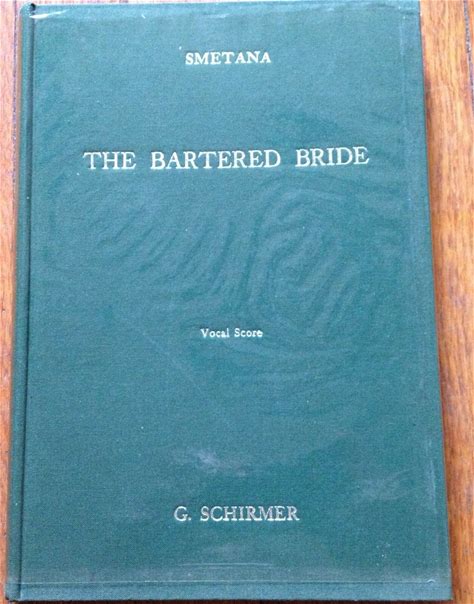 SMETANA
THE BARTERED BRIDE
Vocal Score
G. SCHIRMER